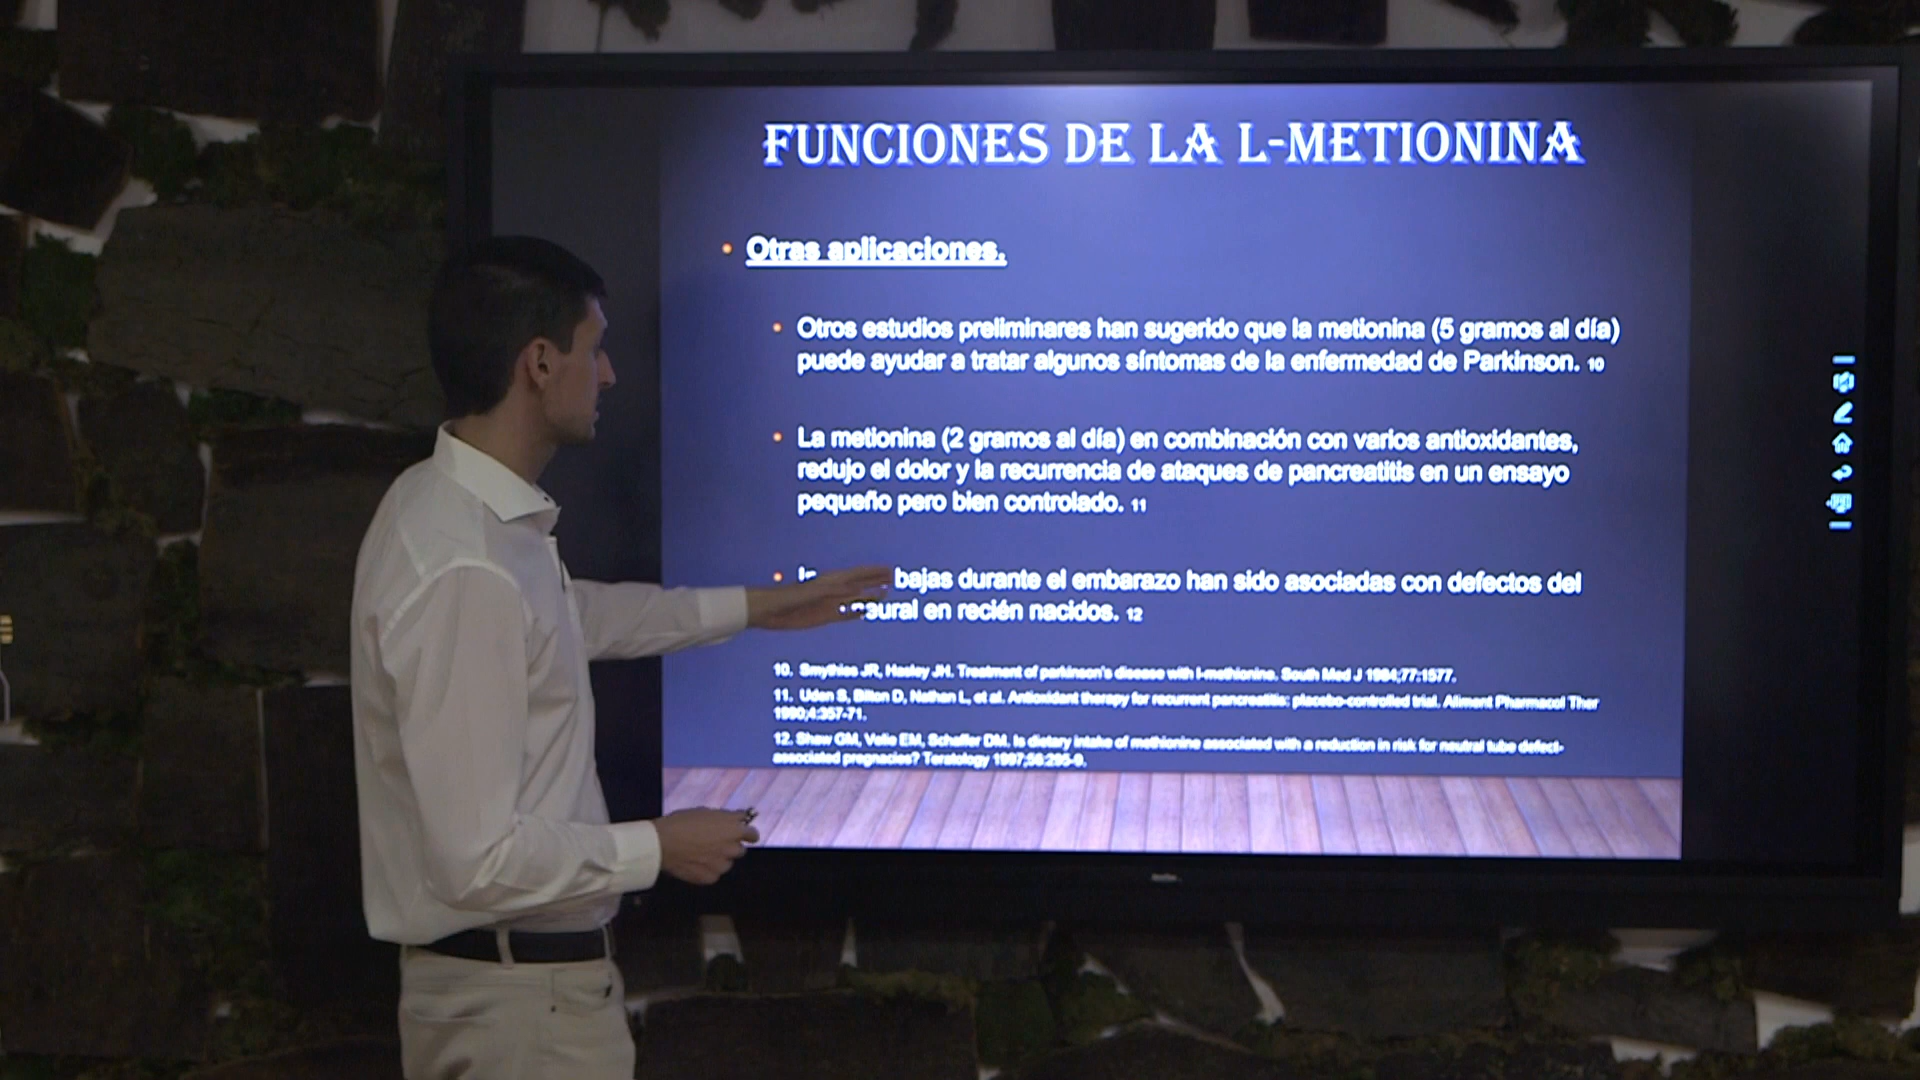 FUNCIONES DE LA L-METIONINA
Otras aplicaciones.
Otros estudios preliminares han sugerido que la metionina (5 gramos al día)
puede ayudar a tratar algunos síntomas de la enfermedad de Parkinson. 10
La metionina (2 gramos al día) en combinación con varios antioxidantes,
redujo el dolor y la recurrencia de ataques de pancreatitis en un ensayo
pequeño pero bien controlado. 11
bajas durante el embarazo han sido asociadas con defectos del
neural en recién nacidos. 12
10. Smythies JR, Hasley JH. Treatment of parkinson's disease with l-methionine. South Med J 1984;77:1577.
11. Uden S, Bilton D, Nathan L, et al. Antioxidant therapy for recurrent pancreatitis: placebo-controlled trial. Aliment Pharmacol Ther
1990;4:357-71.
12. Shaw GM, Velie EM, Schaffer DM. Is dietary intake of methionine associated with a reduction in risk for neutral tube defect-
associated pregnacies? Teratology 1997;56:295-9.